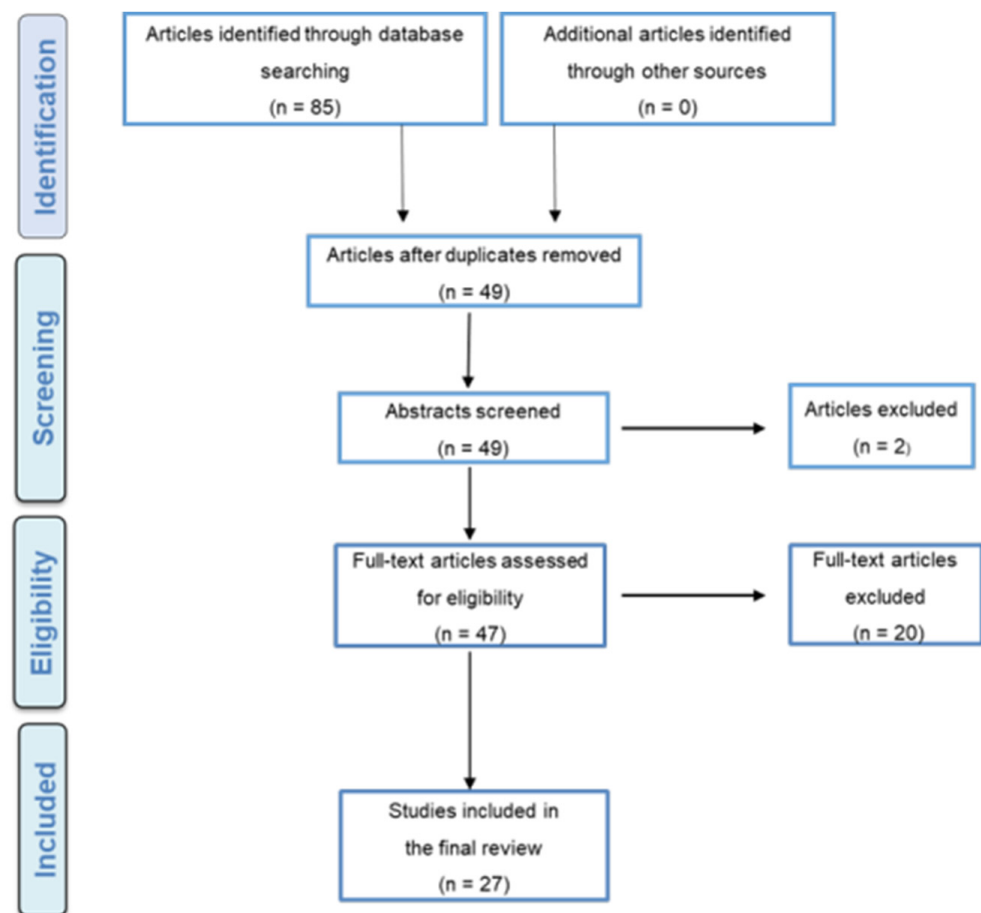 Identification
Articles identified through database
searching
(n = 85)
Additional articles identified
through other sources
(n = 0)
Screening
Articles after duplicates removed
(n = 49)
Abstracts screened
(n = 49)
Articles excluded
(n = 2)
Eligibility
Full-text articles assessed
for eligibility
(n = 47)
Full-text articles
excluded
(n = 20)
Included
Studies included in
the final review
(n = 27)